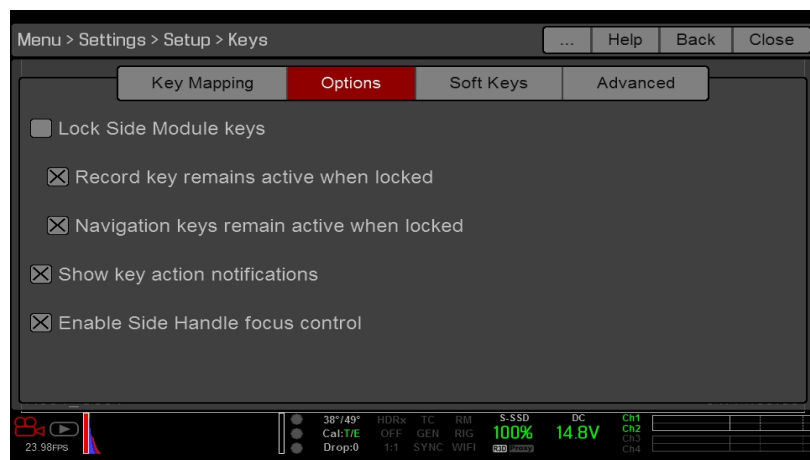 Menu > Settings > Setup > Keys
... Help Back Close
Key Mapping Options Soft Keys Advanced
Lock Side Module keys
Record key remains active when locked
Navigation keys remain active when locked
Show key action notifications
Enable Side Handle focus control
38°/49° HDRx TC RM S-SSD DC Ch1
Cal:T/E OFF GEN RIG 100% 14.8V Ch2
23.98FPS Drop:0 1:1 SYNC WIFI R3D Proxy Ch3
Ch4